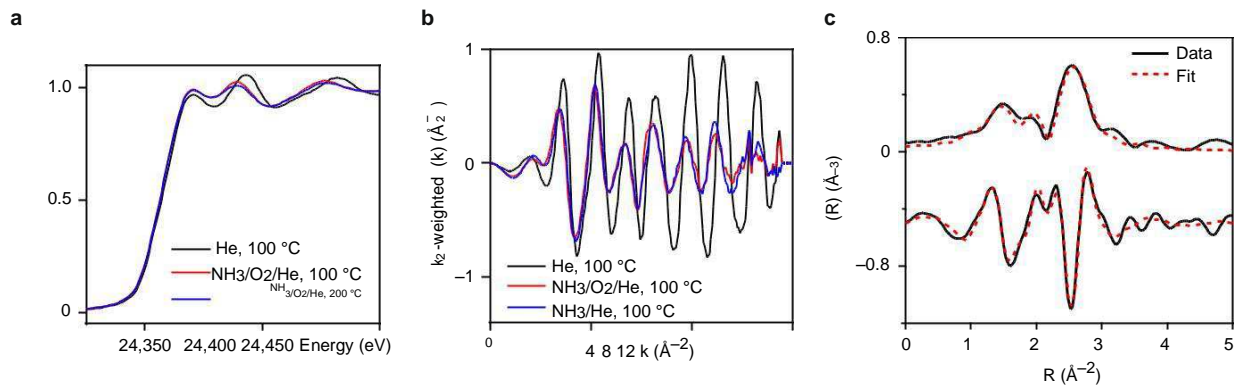 a
1.0
0.5
0
He, 100 °C
NH3/O2/He, 100 °C
NH3/O2/He, 200 °C
24,350 24,400 24,450 Energy (eV)
b
k2-weighted (k) (Å2–)
1
0
–1
He, 100 °C
NH3/O2/He, 100 °C
NH3/He, 100 °C
0
4 8 12 k (Å–2)
c
(R) (Å–3)
0.8
0
–0.8
Data
Fit
0 1 2 3 4 5
R (Å–2)